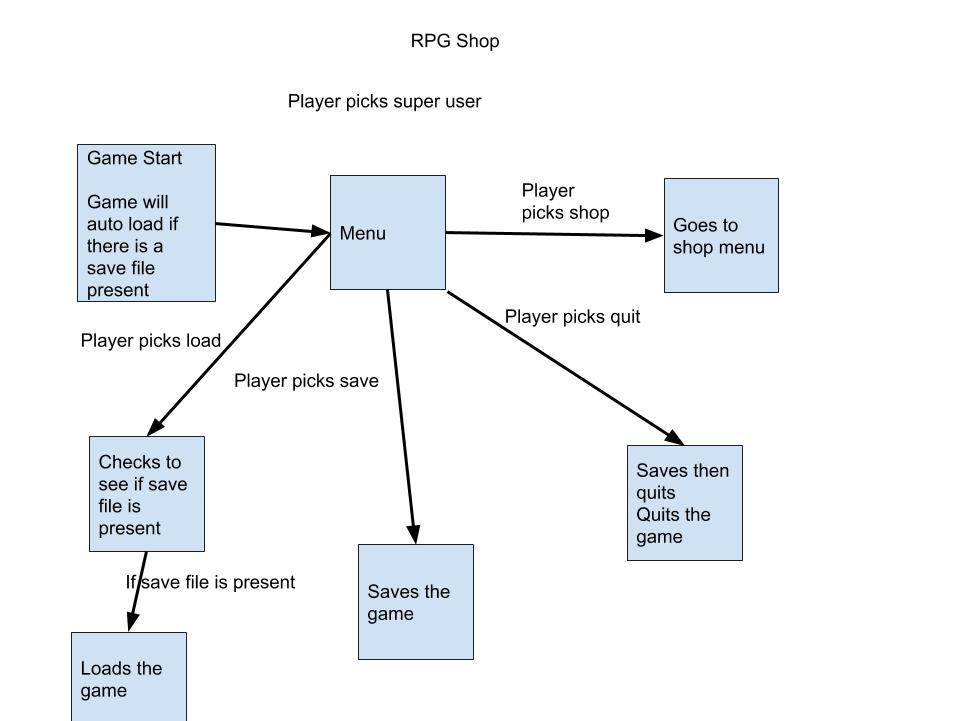 RPG Shop
Player picks super user
Game Start
Game will
auto load if
there is a
save file
present
Menu
Player
picks shop
Goes to
shop menu
Player picks quit
Player picks load
Player picks save
Checks to
see if save
file is
present
Saves then
quits
Quits the
game
If save file is present
Saves the
game
Loads the
game